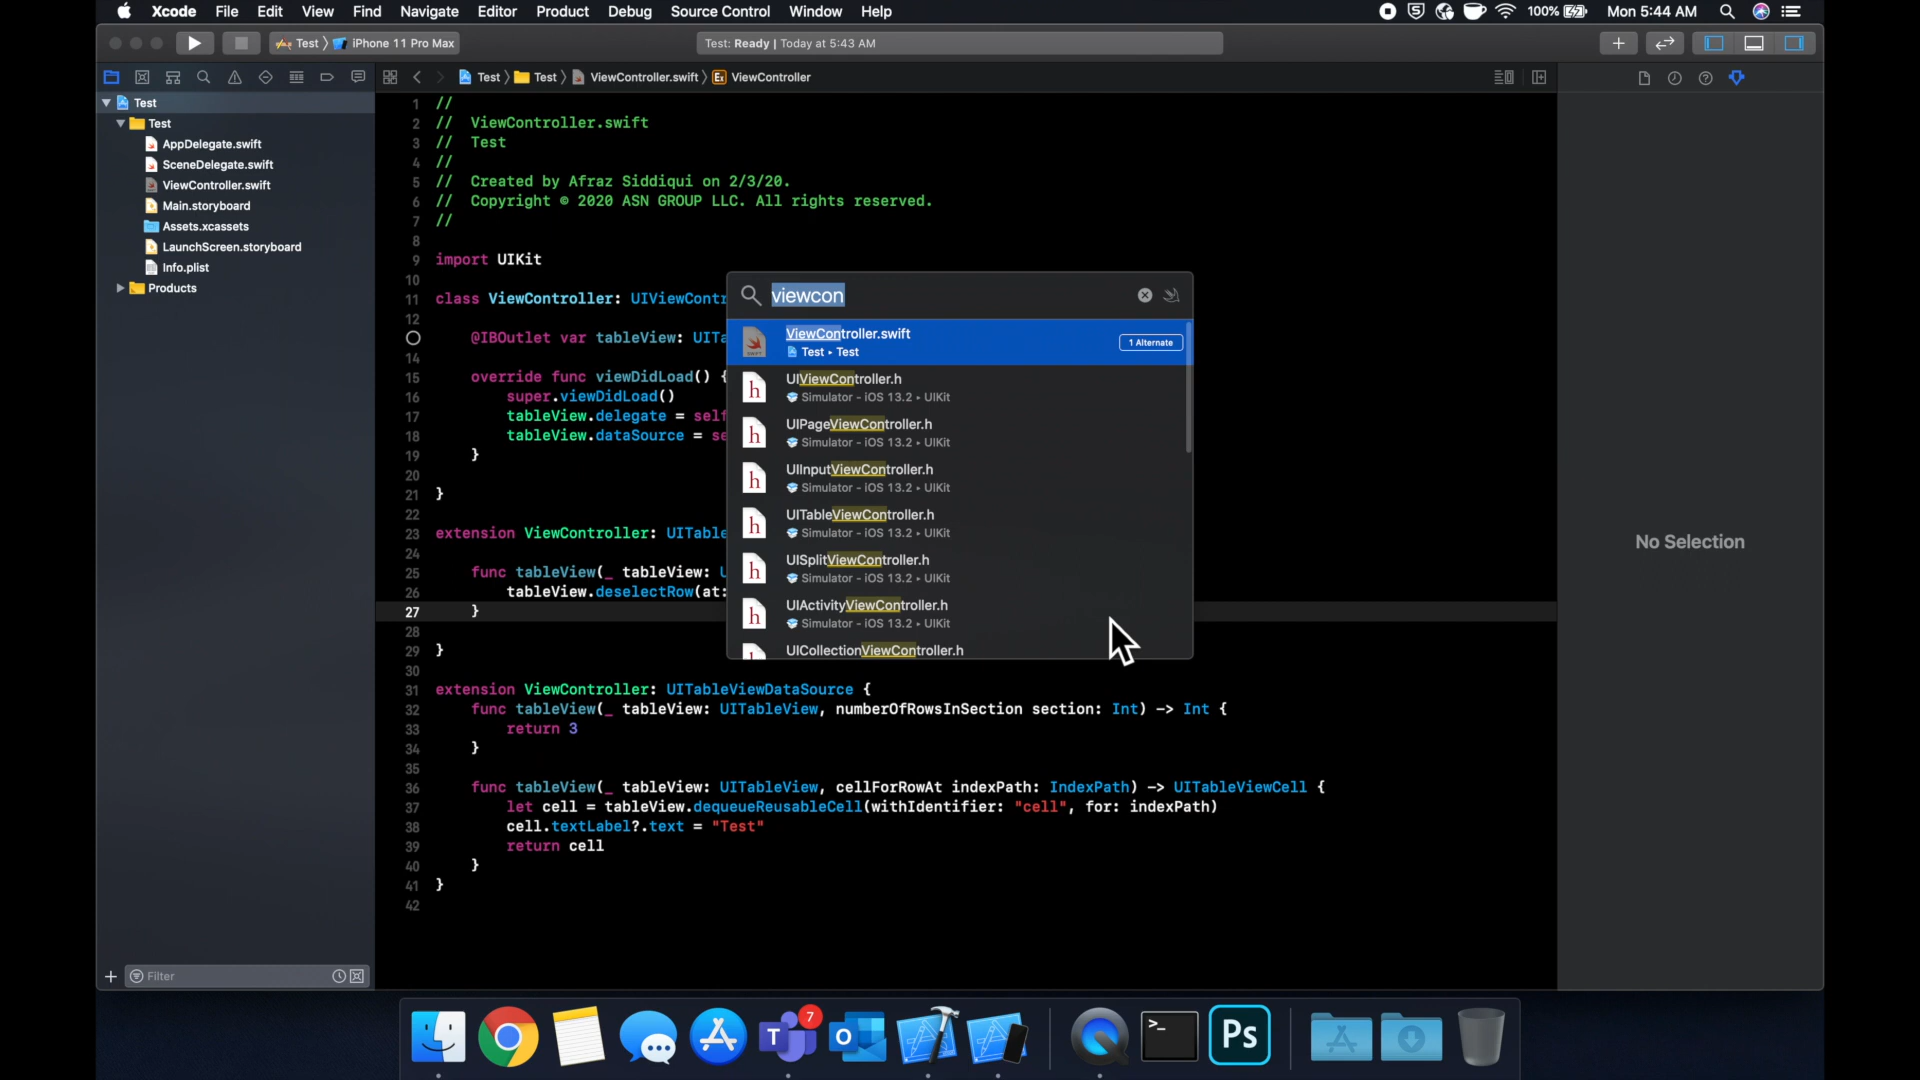 Xcode File Edit View Find Navigate Editor Product Debug Source Control Window Help 100% Mon 5:44 AM
Test iPhone 11 Pro Max Test: Ready | Today at 5:43 AM
Test Test ViewController.swift Ex ViewController
Test
Test
AppDelegate.swift
SceneDelegate.swift
ViewController.swift
Main.storyboard
Assets.xcassets
LaunchScreen.storyboard
Info.plist
Products
Filter
1 //
2 // ViewController.swift
3 // Test
4 //
5 // Created by Afraz Siddiqui on 2/3/20.
6 // Copyright © 2020 ASN GROUP LLC. All rights reserved.
7 //
8
9 import UIKit
10
11 class ViewController: UIViewContr
12
@IBOutlet var tableView: UITa
14
15 override func viewDidLoad() {
16 super.viewDidLoad()
17 tableView.delegate = self
18 tableView.dataSource = se
19 }
20
21 }
22
23 extension ViewController: UITable
24
25 func tableView(_ tableView: U
26 tableView.deselectRow(at:
27 }
28
29 }
30
31 extension ViewController: UITableViewDataSource {
32 func tableView(_ tableView: UITableView, numberOfRowsInSection section: Int) -> Int {
33 return 3
34 }
35
36 func tableView(_ tableView: UITableView, cellForRowAt indexPath: IndexPath) -> UITableViewCell {
37 let cell = tableView.dequeueReusableCell(withIdentifier: "cell", for: indexPath)
38 cell.textLabel?.text = "Test"
39 return cell
40 }
41 }
42
viewcon
ViewController.swift
Test ▸ Test
1 Alternate
UIViewController.h
Simulator - iOS 13.2 ▸ UIKit
UIPageViewController.h
Simulator - iOS 13.2 ▸ UIKit
UIInputViewController.h
Simulator - iOS 13.2 ▸ UIKit
UITableViewController.h
Simulator - iOS 13.2 ▸ UIKit
UISplitViewController.h
Simulator - iOS 13.2 ▸ UIKit
UIActivityViewController.h
Simulator - iOS 13.2 ▸ UIKit
UICollectionViewController.h
No Selection
7
T
O
>_
Ps